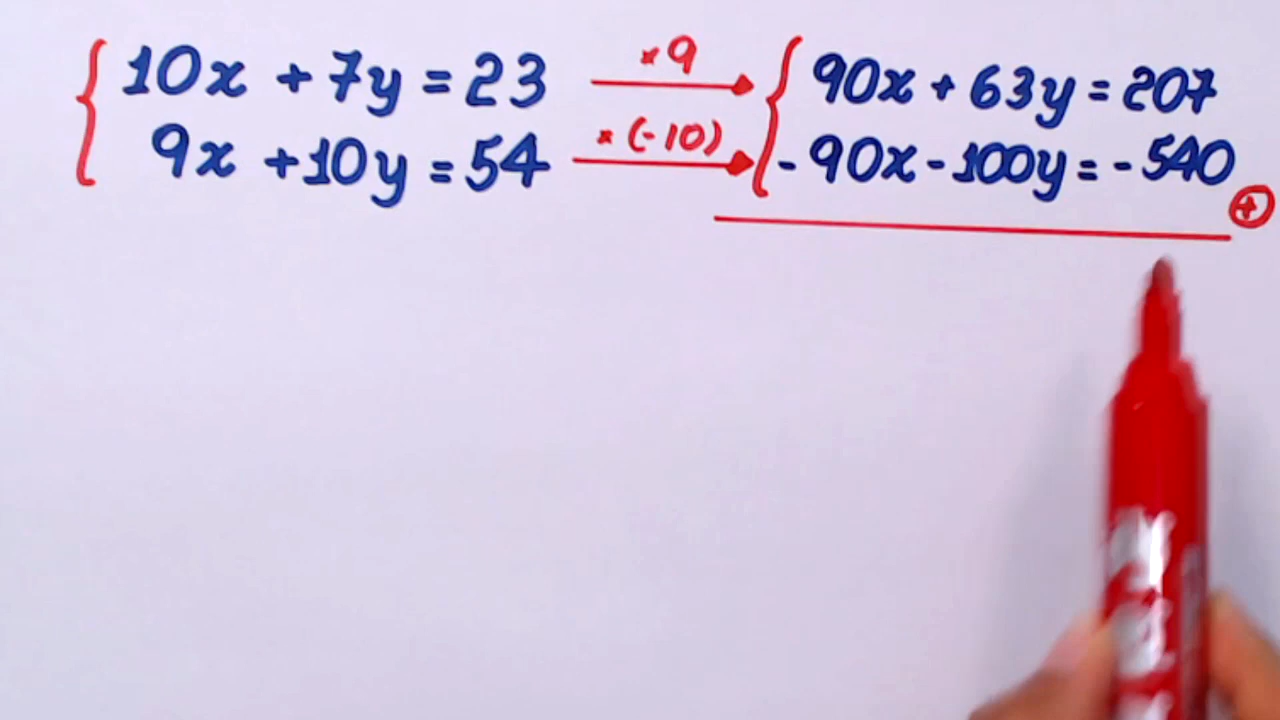 { 10x + 7y = 23 × 9 { 90x + 63y = 207
9x + 10y = 54 × (-10) - 90x - 100y = - 540
+